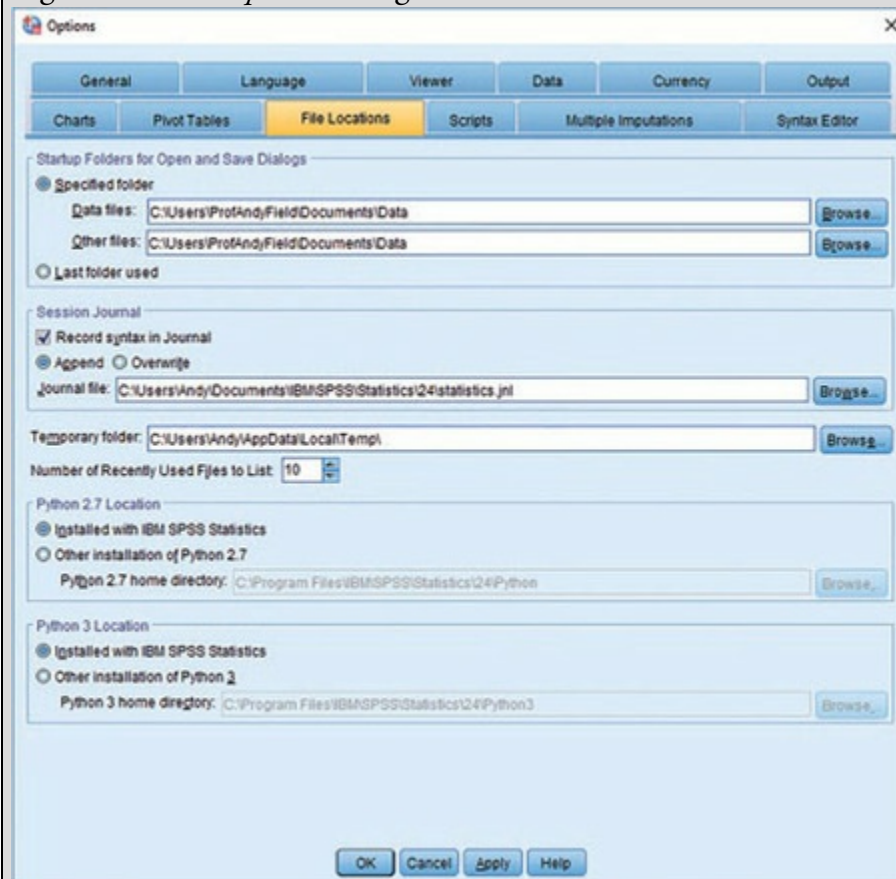 Options
General Language Viewer Data Currency Output
Charts Pivot Tables File Locations Scripts Multiple Imputations Syntax Editor
Startup Folders for Open and Save Dialogs
Specified folder
Data files: C:\Users\ProfAndyField\Documents\Data Browse...
Other files: C:\Users\ProfAndyField\Documents\Data Browse...
Last folder used
Session Journal
Record syntax in Journal
Append Overwrite
Journal file: C:\Users\Andy\Documents\IBM\SPSS\Statistics\24\statistics.jnl Browse...
Temporary folder: C:\Users\Andy\AppData\Local\Temp\ Browse...
Number of Recently Used Files to List: 10
Python 2.7 Location
Installed with IBM SPSS Statistics
Other installation of Python 2.7
Python 2.7 home directory: C:\Program Files\IBM\SPSS\Statistics\24\Python Browse...
Python 3 Location
Installed with IBM SPSS Statistics
Other installation of Python 3
Python 3 home directory: C:\Program Files\IBM\SPSS\Statistics\24\Python3 Browse...
OK Cancel Apply Help